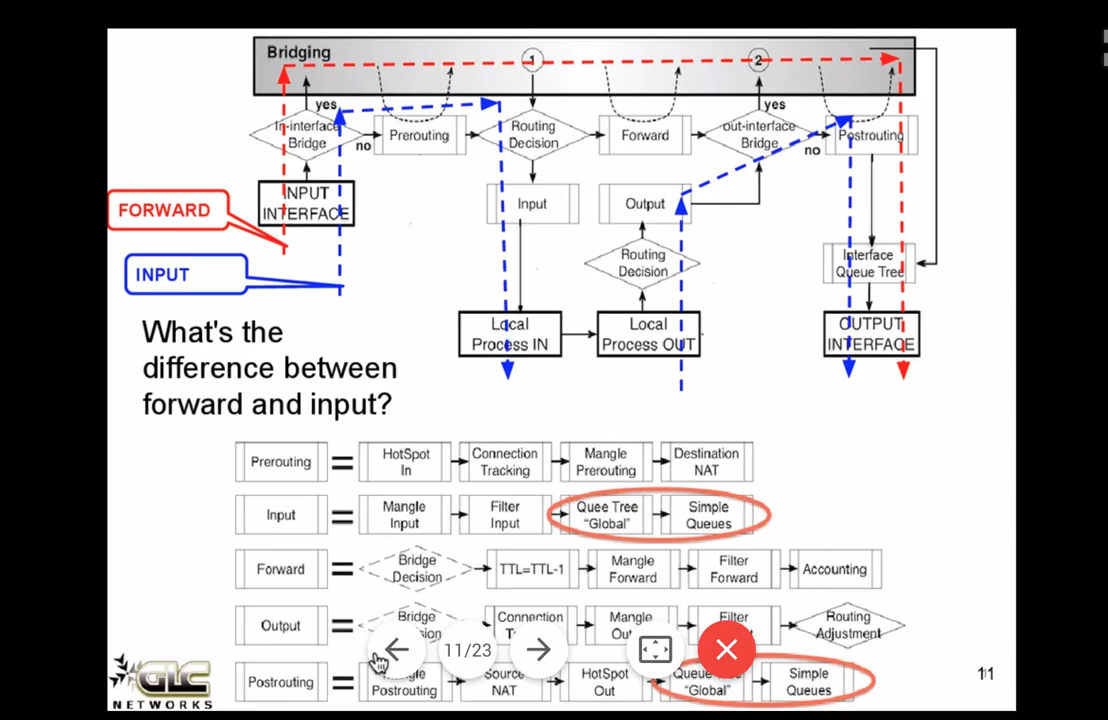 Bridging
1
2
yes
yes
In-interface
Bridge
no
Prerouting
Routing
Decision
Forward
out-interface
Bridge
no
Postrouting
INPUT
INTERFACE
Input
Output
FORWARD
INPUT
Routing
Decision
Interface
Queue Tree
Local
Process IN
Local
Process OUT
OUTPUT
INTERFACE
What's the
difference between
forward and input?
Prerouting
=
HotSpot
In
Connection
Tracking
Mangle
Prerouting
Destination
NAT
Input
=
Mangle
Input
Filter
Input
Quee Tree
"Global"
Simple
Queues
Forward
=
Bridge
Decision
TTL=TTL-1
Mangle
Forward
Filter
Forward
Accounting
Output
=
Bridge
Connection
Mangle
Filter
Routing
Adjustment
11/23
Postrouting
=
Postrouting
Source
NAT
HotSpot
Out
Queue
"Global"
Simple
Queues
GLC
NETWORKS
11